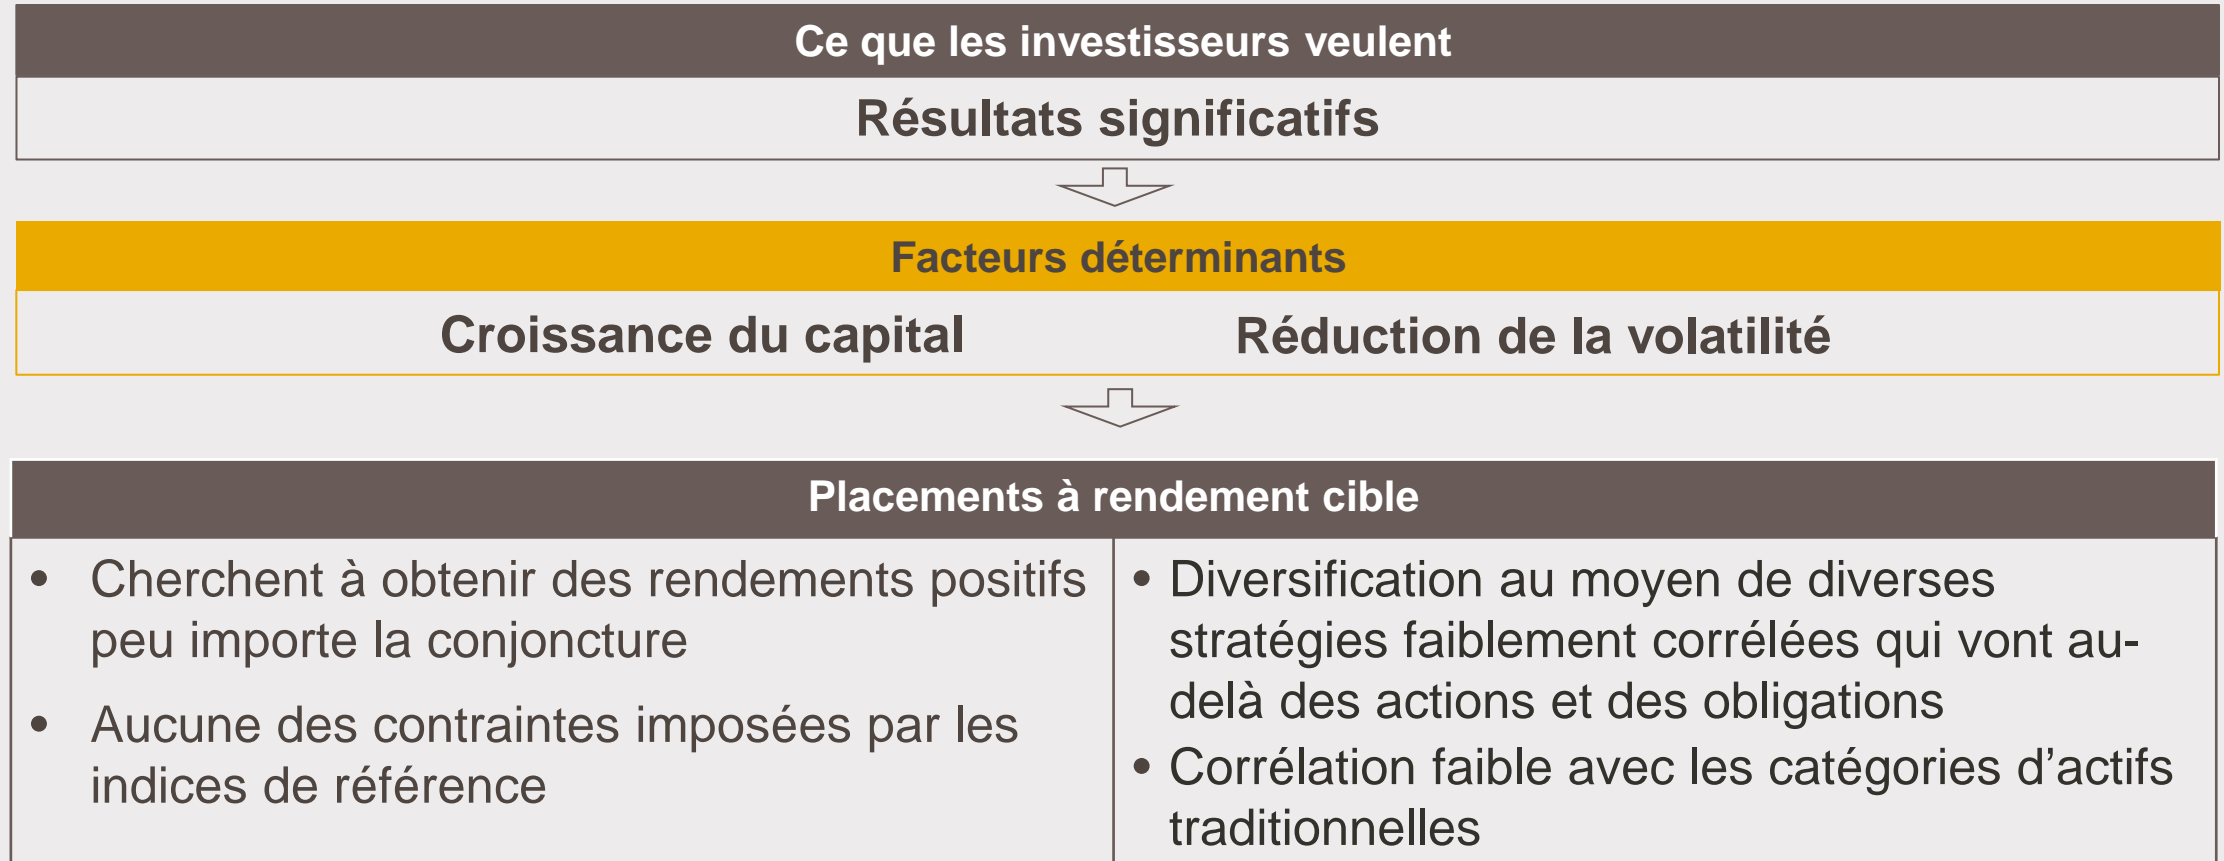 Ce que les investisseurs veulent
Résultats significatifs
Facteurs déterminants
Croissance du capital
Réduction de la volatilité
Placements à rendement cible
• Cherchent à obtenir des rendements positifs
peu importe la conjoncture
• Aucune des contraintes imposées par les
indices de référence
• Diversification au moyen de diverses
stratégies faiblement corrélées qui vont au-
delà des actions et des obligations
• Corrélation faible avec les catégories d’actifs
traditionnelles